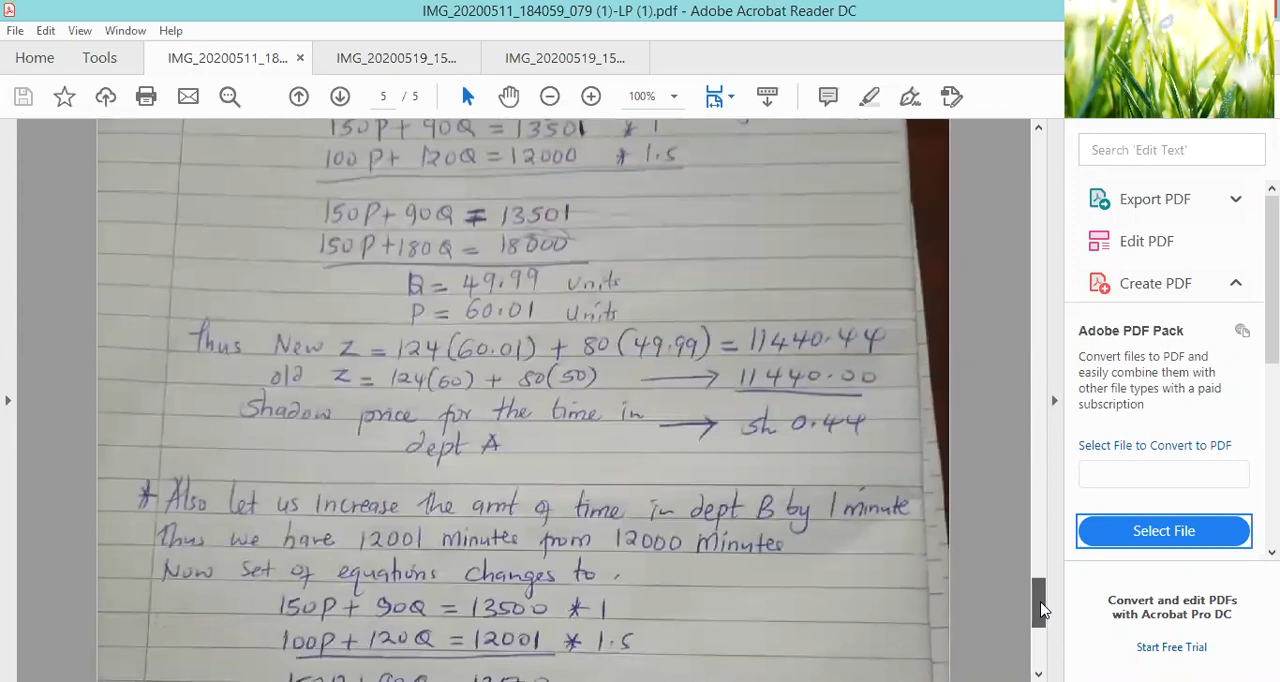 IMG_20200511_184059_079 (1)-LP (1).pdf - Adobe Acrobat Reader DC
File Edit View Window Help
Home Tools IMG_20200511_18... × IMG_20200519_15... IMG_20200519_15...
5 / 5 100%
150P + 90Q = 13501 * 1
100P + 120Q = 12000 * 1.5
150P + 90Q = 13501
150P + 180Q = 18000
Q = 49.99 units
P = 60.01 units
Thus New Z = 124(60.01) + 80(49.99) = 11440.44
old Z = 124(60) + 80(50) → 11440.00
Shadow price for the time in → sh 0.44
dept A
* Also let us increase the amt of time in dept B by 1 minute
Thus we have 12001 minutes from 12000 minutes
Now set of equations changes to
150P + 90Q = 13500 * 1
100P + 120Q = 12001 * 1.5
Search 'Edit Text'
Export PDF
Edit PDF
Create PDF
Adobe PDF Pack
Convert files to PDF and
easily combine them with
other file types with a paid
subscription
Select File to Convert to PDF
Select File
Convert and edit PDFs
with Acrobat Pro DC
Start Free Trial